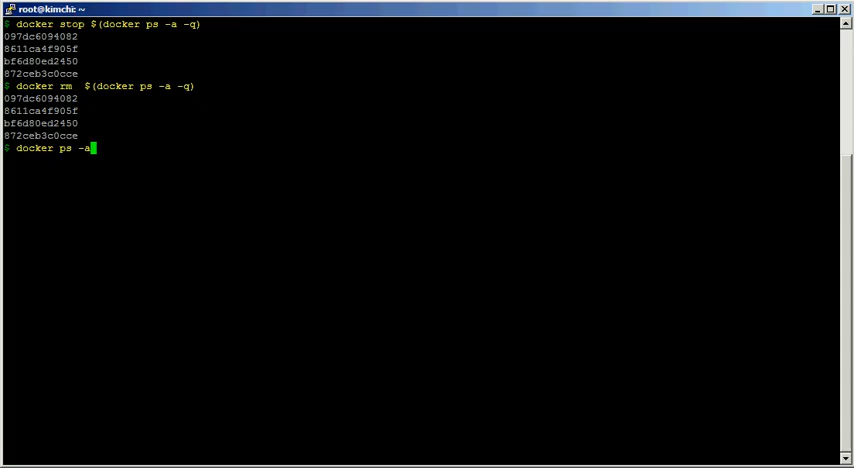 root@kimchi: ~
$ docker stop $(docker ps -a -q)
097dc6094082
8611ca4f905f
bf6d80ed2450
872ceb3c0cce
$ docker rm  $(docker ps -a -q)
097dc6094082
8611ca4f905f
bf6d80ed2450
872ceb3c0cce
$ docker ps -a